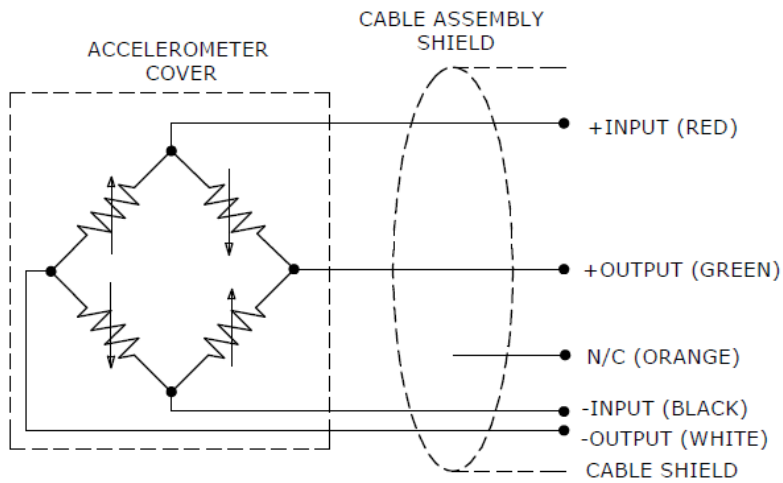 CABLE ASSEMBLY
SHIELD
ACCELEROMETER
COVER
+INPUT (RED)
+OUTPUT (GREEN)
N/C (ORANGE)
-INPUT (BLACK)
-OUTPUT (WHITE)
CABLE SHIELD